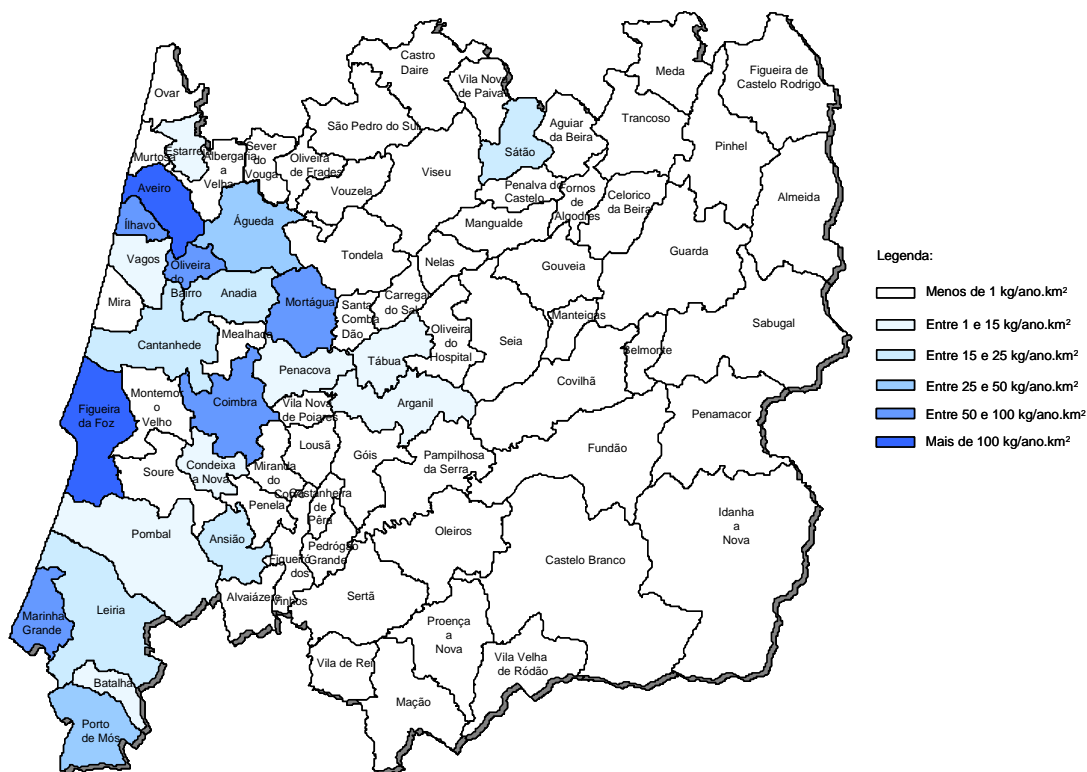 Castro
Daire
Vila Nova
de Paiva
Meda
Figueira de
Castelo Rodrigo
Ovar
São Pedro do Sul
Aguiar
da Beira
Trancoso
Pinhel
Murtosa
Estarreja
Albergaria
a
Velha
Sever
do
Vouga
Oliveira
de Frades
Viseu
Sátão
Vouzela
Penalva do
Castelo
Fornos
de
Algodres
Celorico
da Beira
Almeida
Aveiro
Ílhavo
Águeda
Mangualde
Vagos
Tondela
Nelas
Gouveia
Guarda
Oliveira
do
Bairro
Anadia
Mortágua
Mira
Santa
Comba
Dão
Carregal
do Sal
Oliveira
do
Hospital
Seia
Manteigas
Sabugal
Cantanhede
Mealhada
Tábua
Belmonte
Covilhã
Penacova
Montemor
o
Velho
Coimbra
Vila Nova
de Poiares
Arganil
Figueira
da Foz
Penamacor
Lousã
Góis
Pampilhosa
da Serra
Fundão
Soure
Condeixa
a Nova
Miranda
do
Corvo
Castanheira
de
Pêra
Penela
Idanha
a
Nova
Pombal
Ansião
Oleiros
Pedrógão
Grande
Figueiró
dos
Vinhos
Castelo Branco
Alvaiázere
Sertã
Leiria
Marinha
Grande
Proença
a
Nova
Vila de Rei
Vila Velha
de Ródão
Batalha
Mação
Porto
de Mós
Legenda:
Menos de 1 kg/ano.km²
Entre 1 e 15 kg/ano.km²
Entre 15 e 25 kg/ano.km²
Entre 25 e 50 kg/ano.km²
Entre 50 e 100 kg/ano.km²
Mais de 100 kg/ano.km²